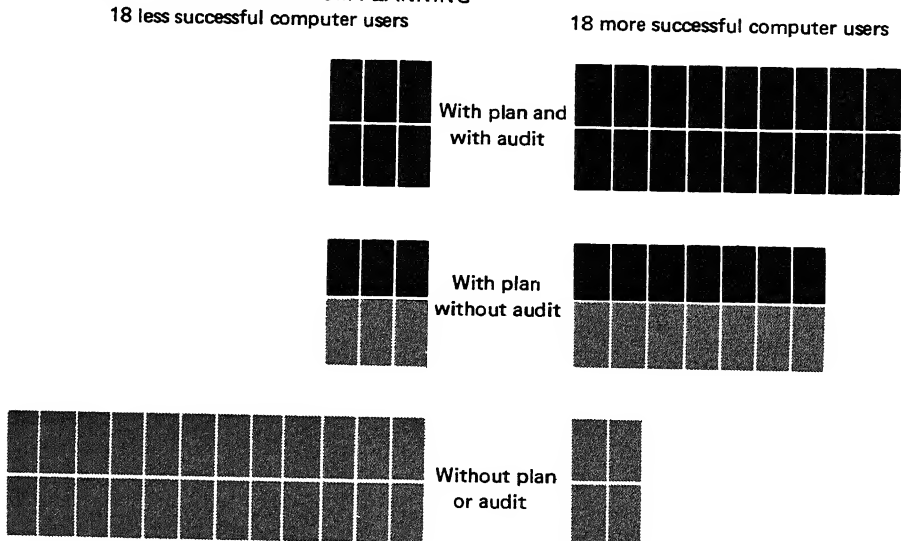 PLANNING
18 less successful computer users
18 more successful computer users
With plan and
with audit
With plan
without audit
Without plan
or audit